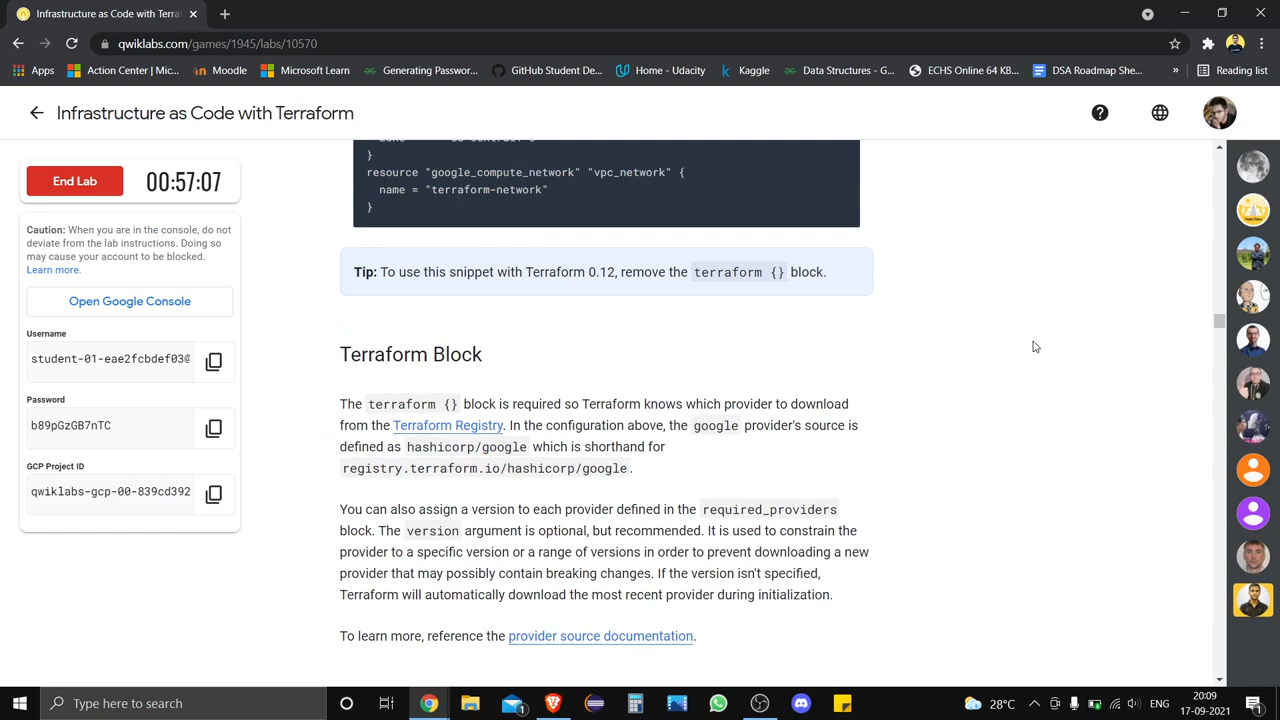 Infrastructure as Code with Terra
qwiklabs.com/games/1945/labs/10570
Apps
Action Center | Mic...
Moodle
Microsoft Learn
Generating Passwor...
GitHub Student De...
Home - Udacity
Kaggle
Data Structures - G...
ECHS Online 64 KB...
DSA Roadmap She...
»
Reading list
Infrastructure as Code with Terraform
End Lab
00:57:07
Caution: When you are in the console, do not
deviate from the lab instructions. Doing so
may cause your account to be blocked.
Learn more.
Open Google Console
Username
student-01-eae2fcbdef03@
Password
b89pGzGB7nTC
GCP Project ID
qwiklabs-gcp-00-839cd392
}
resource "google_compute_network" "vpc_network" {
name = "terraform-network"
}
Tip: To use this snippet with Terraform 0.12, remove the terraform {} block.
Terraform Block
The terraform {} block is required so Terraform knows which provider to download
from the Terraform Registry. In the configuration above, the google provider's source is
defined as hashicorp/google which is shorthand for
registry.terraform.io/hashicorp/google.
You can also assign a version to each provider defined in the required_providers
block. The version argument is optional, but recommended. It is used to constrain the
provider to a specific version or a range of versions in order to prevent downloading a new
provider that may possibly contain breaking changes. If the version isn't specified,
Terraform will automatically download the most recent provider during initialization.
To learn more, reference the provider source documentation.
Type here to search
1
28°C
ENG
20:09
17-09-2021
1